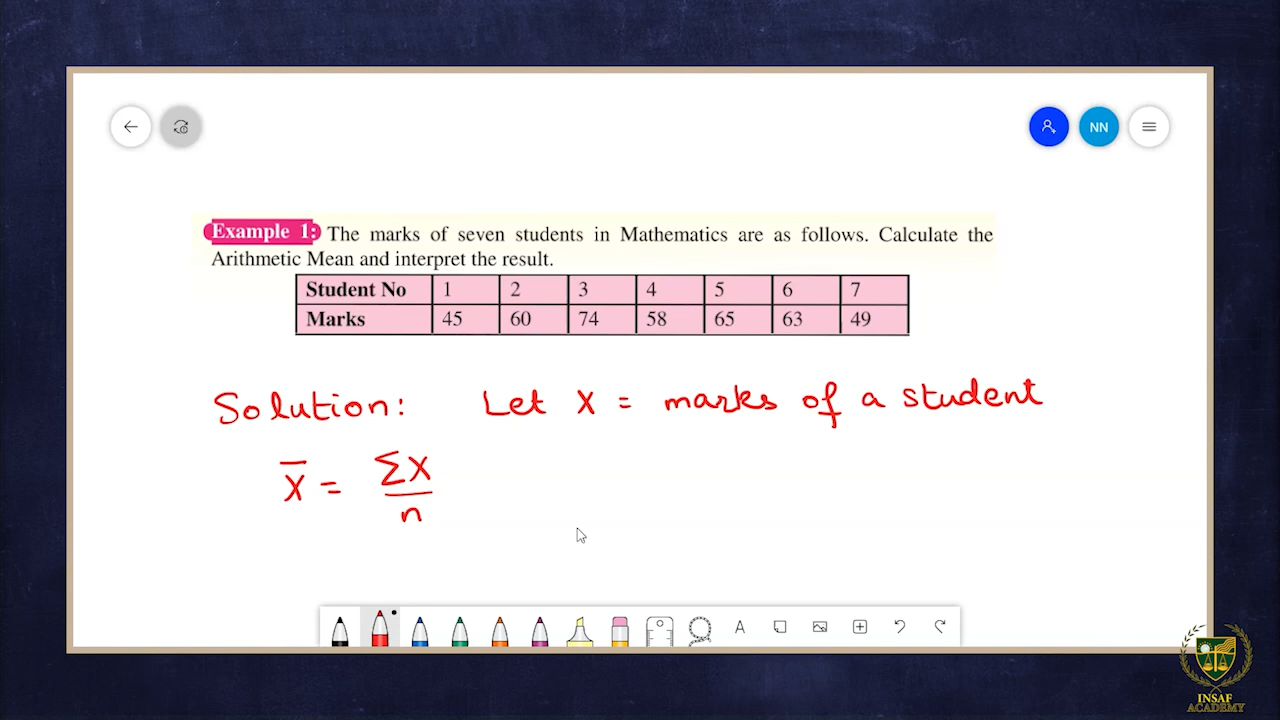 NN
Example 1: The marks of seven students in Mathematics are as follows. Calculate the
Arithmetic Mean and interpret the result.
Student No 1 2 3 4 5 6 7
Marks 45 60 74 58 65 63 49
Solution: Let X = marks of a student
X̅ = ΣX / n
A
INSAF
ACADEMY